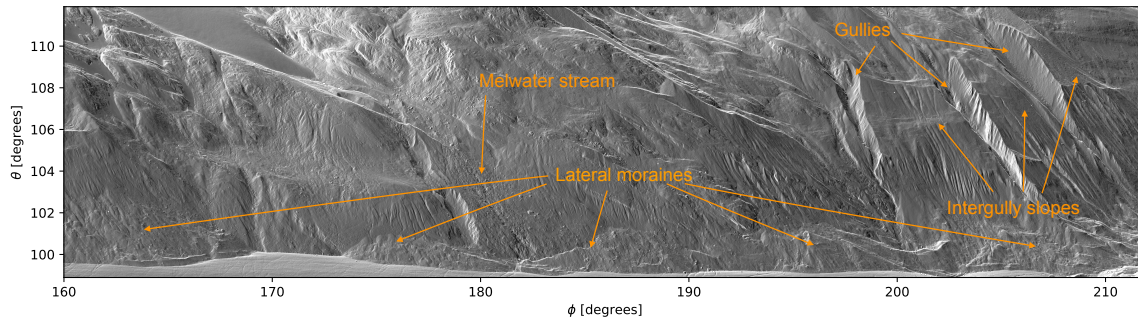 110
108
106
104
102
100
θ [degrees]
160
170
180
190
200
210
ϕ [degrees]
Gullies
Melwater stream
Lateral moraines
Intergully slopes